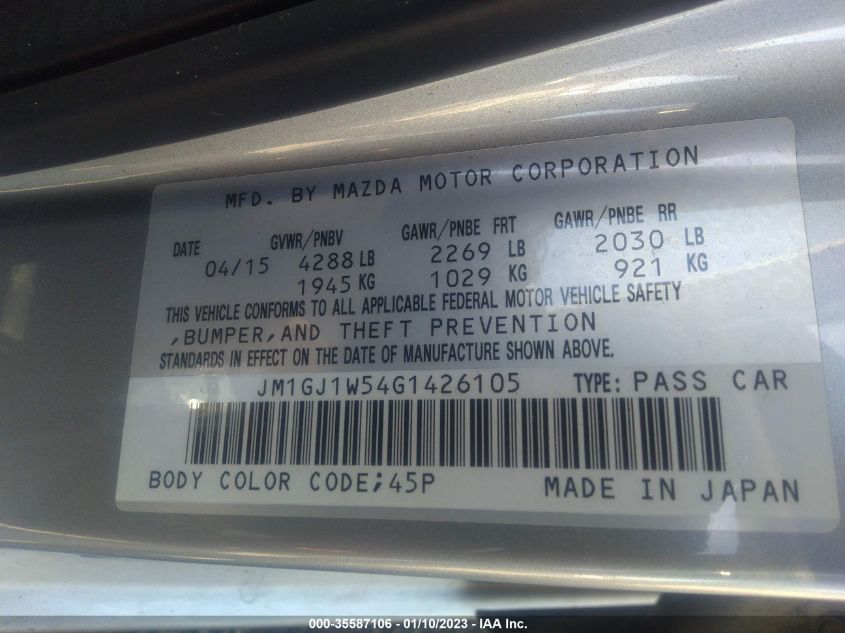 MFD. BY MAZDA MOTOR CORPORATION
DATE GVWR/PNBV GAWR/PNBE FRT GAWR/PNBE RR
04/15 4288 LB 2269 LB 2030 LB
1945 KG 1029 KG 921 KG
THIS VEHICLE CONFORMS TO ALL APPLICABLE FEDERAL MOTOR VEHICLE SAFETY
,BUMPER,AND THEFT PREVENTION
STANDARDS IN EFFECT ON THE DATE OF MANUFACTURE SHOWN ABOVE.
JM1GJ1W54G1426105 TYPE: PASS CAR
BODY COLOR CODE;45P MADE IN JAPAN
000-35587106 - 01/10/2023 - IAA Inc.